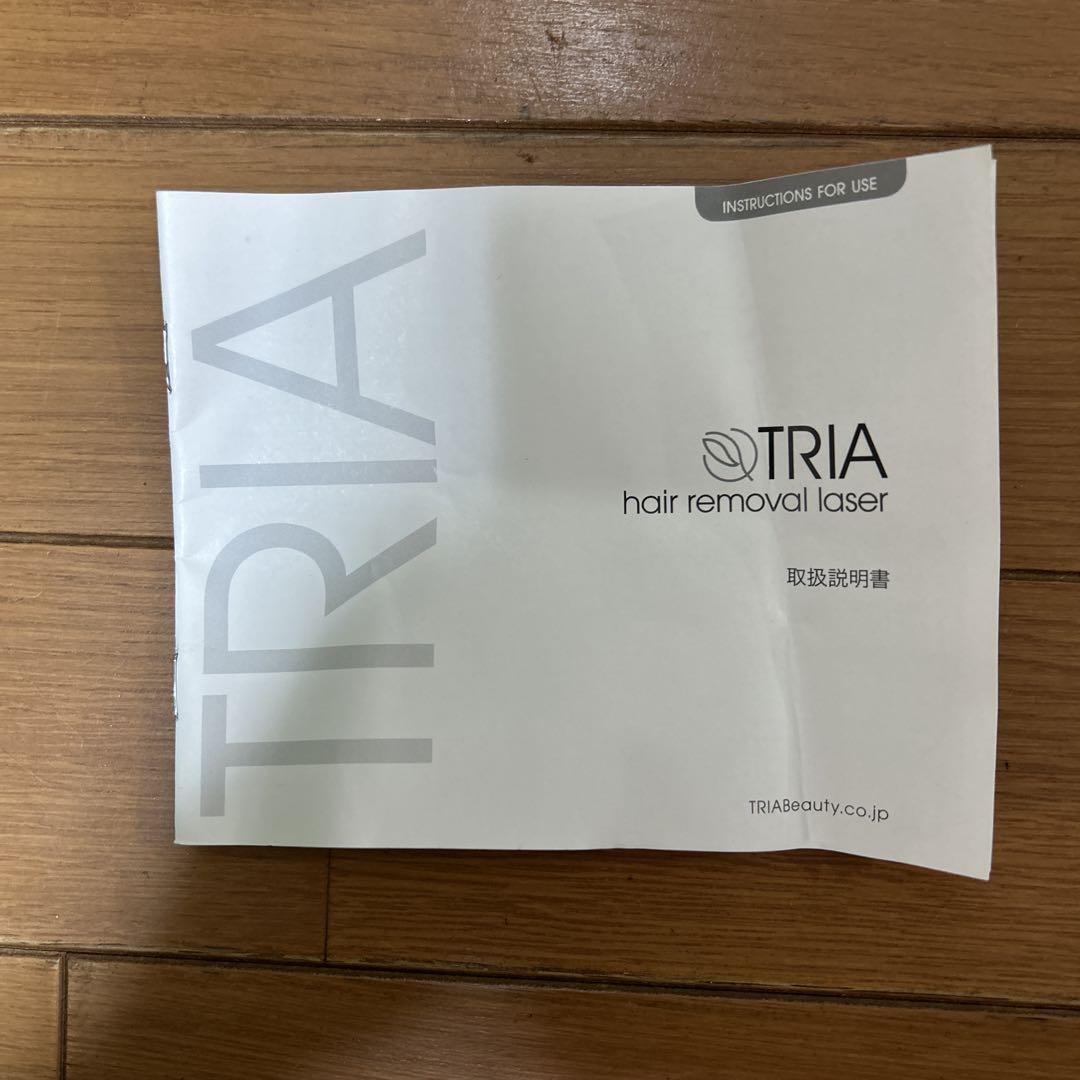 INSTRUCTIONS FOR USE
TRIA
TRIA
hair removal laser
取扱説明書
TRIABeauty.co.jp